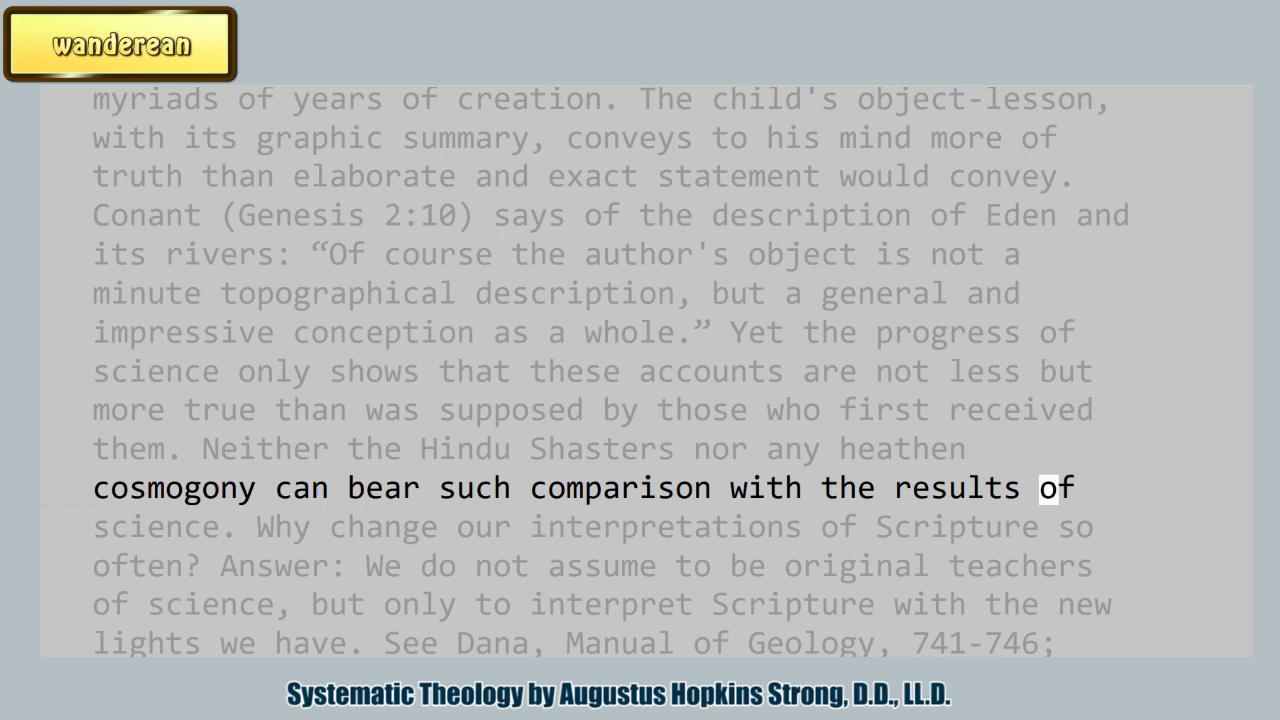 wanderean
myriads of years of creation. The child's object-lesson,
with its graphic summary, conveys to his mind more of
truth than elaborate and exact statement would convey.
Conant (Genesis 2:10) says of the description of Eden and
its rivers: “Of course the author's object is not a
minute topographical description, but a general and
impressive conception as a whole.” Yet the progress of
science only shows that these accounts are not less but
more true than was supposed by those who first received
them. Neither the Hindu Shasters nor any heathen
cosmogony can bear such comparison with the results of
science. Why change our interpretations of Scripture so
often? Answer: We do not assume to be original teachers
of science, but only to interpret Scripture with the new
lights we have. See Dana, Manual of Geology, 741-746;
Systematic Theology by Augustus Hopkins Strong, D.D., LL.D.